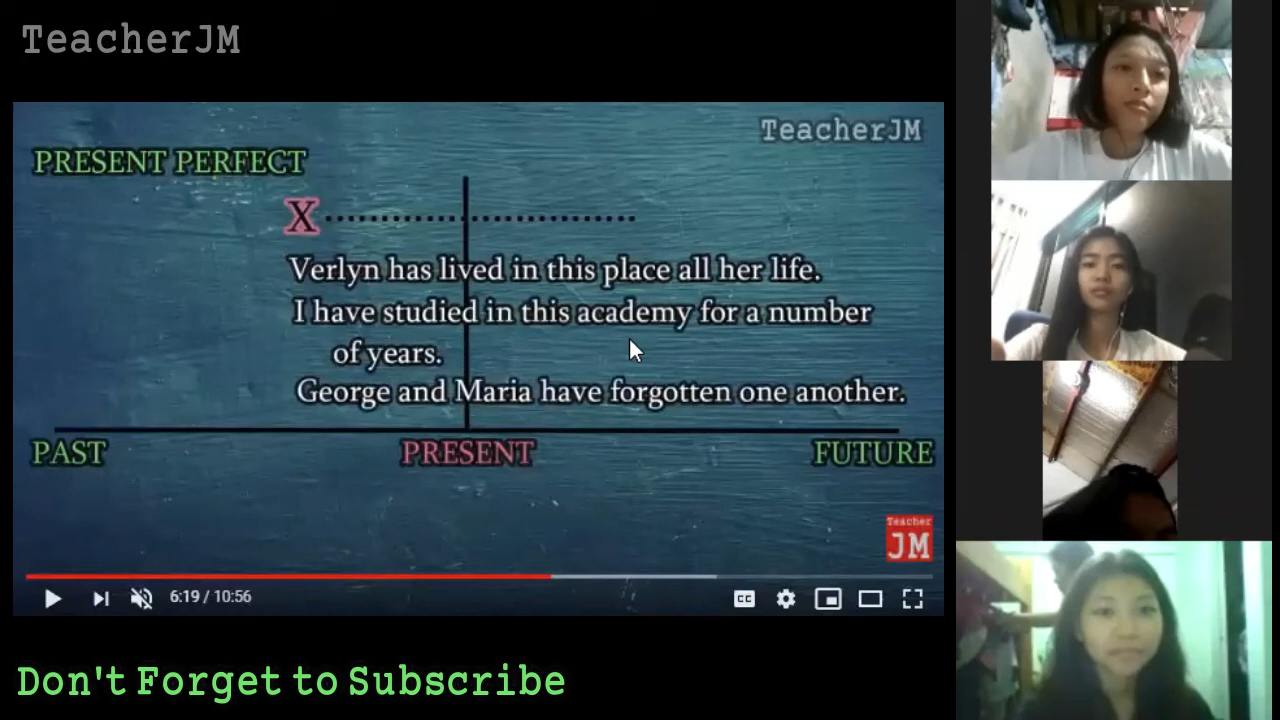 TeacherJM
TeacherJM
PRESENT PERFECT
X
Verlyn has lived in this place all her life.
I have studied in this academy for a number
of years.
George and Maria have forgotten one another.
PAST PRESENT FUTURE
Teacher
JM
6:19 / 10:56
CC
Don't Forget to Subscribe